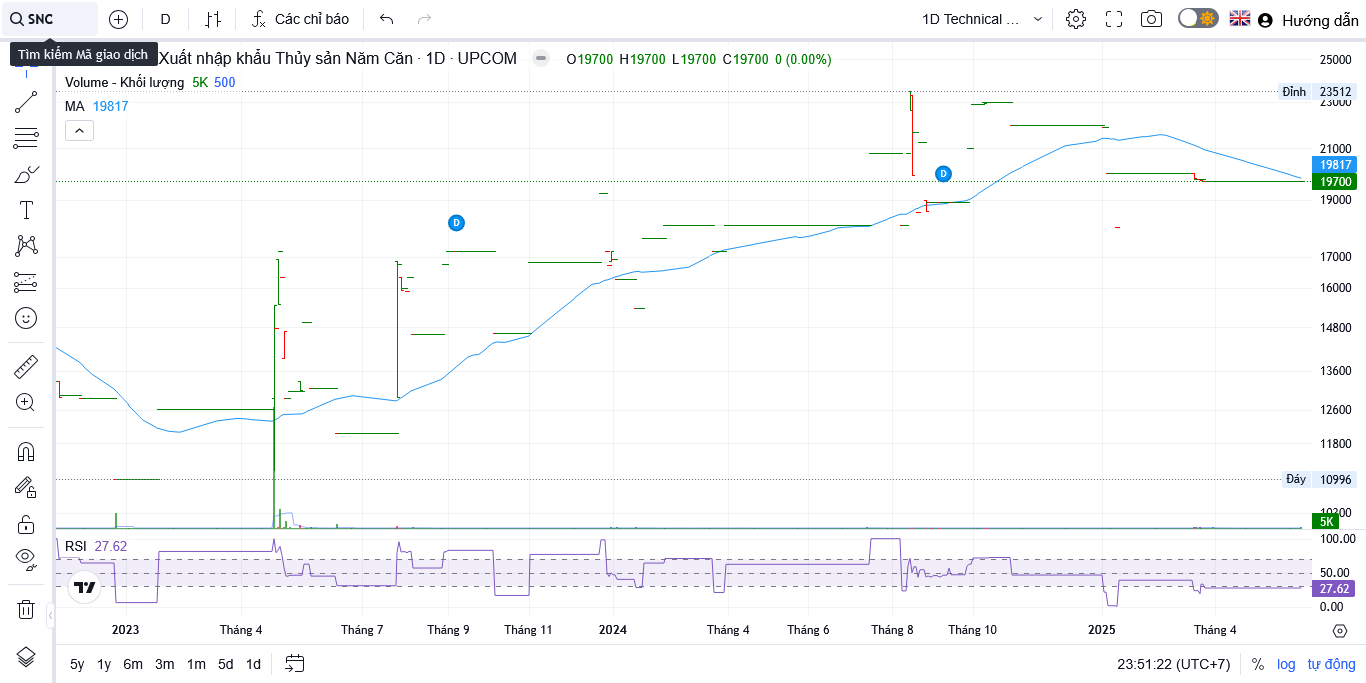 SNC D Các chỉ báo 1D Technical ... Hướng dẫn
Tìm kiếm Mã giao dịch
Xuất nhập khẩu Thủy sản Năm Căn · 1D · UPCOM O19700 H19700 L19700 C19700 0 (0.00%)
Volume - Khối lượng 5K 500
MA 19817
25000
Đỉnh 23512
23000
21000
19817
19700
19000
17000
16000
14800
13600
12600
11800
Đáy 10996
10200
5K
D
D
RSI 27.62
100.00
50.00
27.62
0.00
2023 Tháng 4 Tháng 7 Tháng 9 Tháng 11 2024 Tháng 4 Tháng 6 Tháng 8 Tháng 10 2025 Tháng 4
5y 1y 6m 3m 1m 5d 1d 23:51:22 (UTC+7) % log tự động